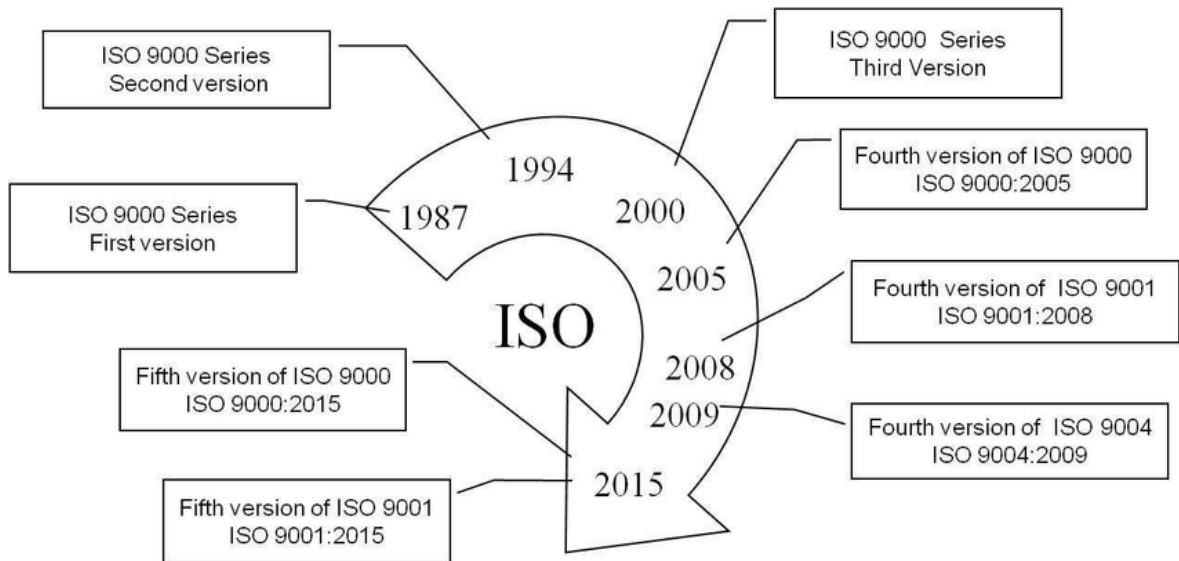 ISO 9000 Series
Second version
ISO 9000 Series
Third Version
Fourth version of ISO 9000
ISO 9000:2005
ISO 9000 Series
First version
Fourth version of ISO 9001
ISO 9001:2008
Fifth version of ISO 9000
ISO 9000:2015
Fourth version of ISO 9004
ISO 9004:2009
Fifth version of ISO 9001
ISO 9001:2015
1987
1994
2000
2005
2008
2009
2015
ISO